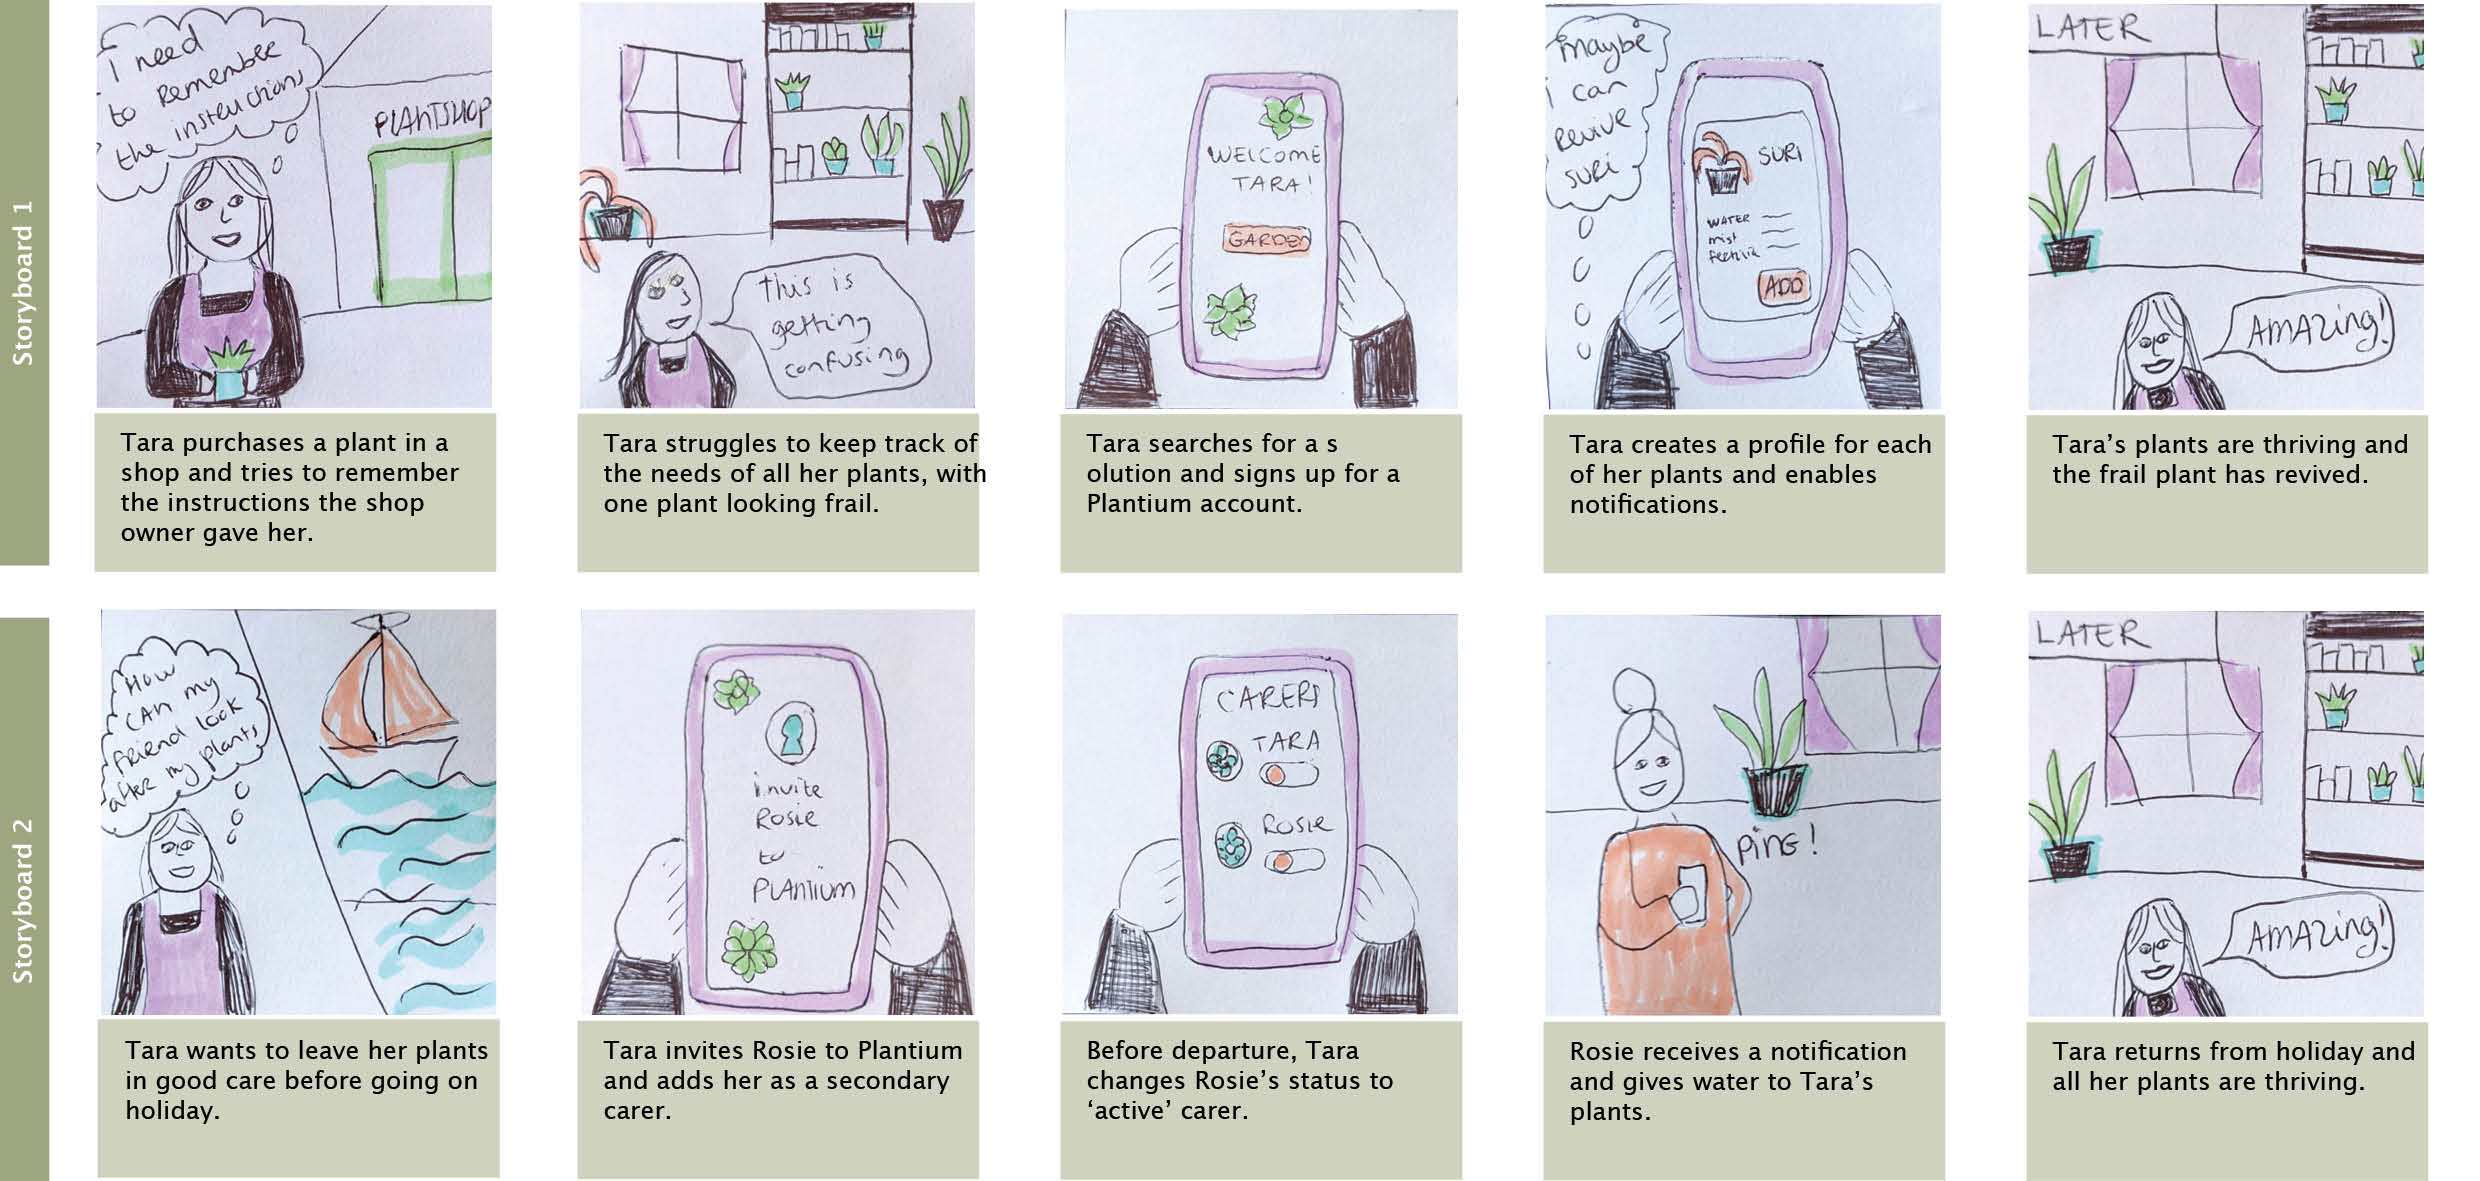 Storyboard 1
I need
to Remember
the instructions
PLANTSHOP
Tara purchases a plant in a
shop and tries to remember
the instructions the shop
owner gave her.
This is
getting
confusing
Tara struggles to keep track of
the needs of all her plants, with
one plant looking frail.
WELCOME
TARA!
GARDEN
Tara searches for a s
olution and signs up for a
Plantium account.
maybe
i can
Revive
SURI
SURI
WATER
mist
ADD
Tara creates a profile for each
of her plants and enables
notifications.
LATER
AMAZing!
Tara’s plants are thriving and
the frail plant has revived.
Storyboard 2
HOW
CAN my
friend look
after my plants
Tara wants to leave her plants
in good care before going on
holiday.
invite
Rosie
to
PLANTIUM
Tara invites Rosie to Plantium
and adds her as a secondary
carer.
CARERS
TARA
ROSIE
Before departure, Tara
changes Rosie’s status to
‘active’ carer.
PING!
Rosie receives a notification
and gives water to Tara’s
plants.
LATER
AMAZing!
Tara returns from holiday and
all her plants are thriving.